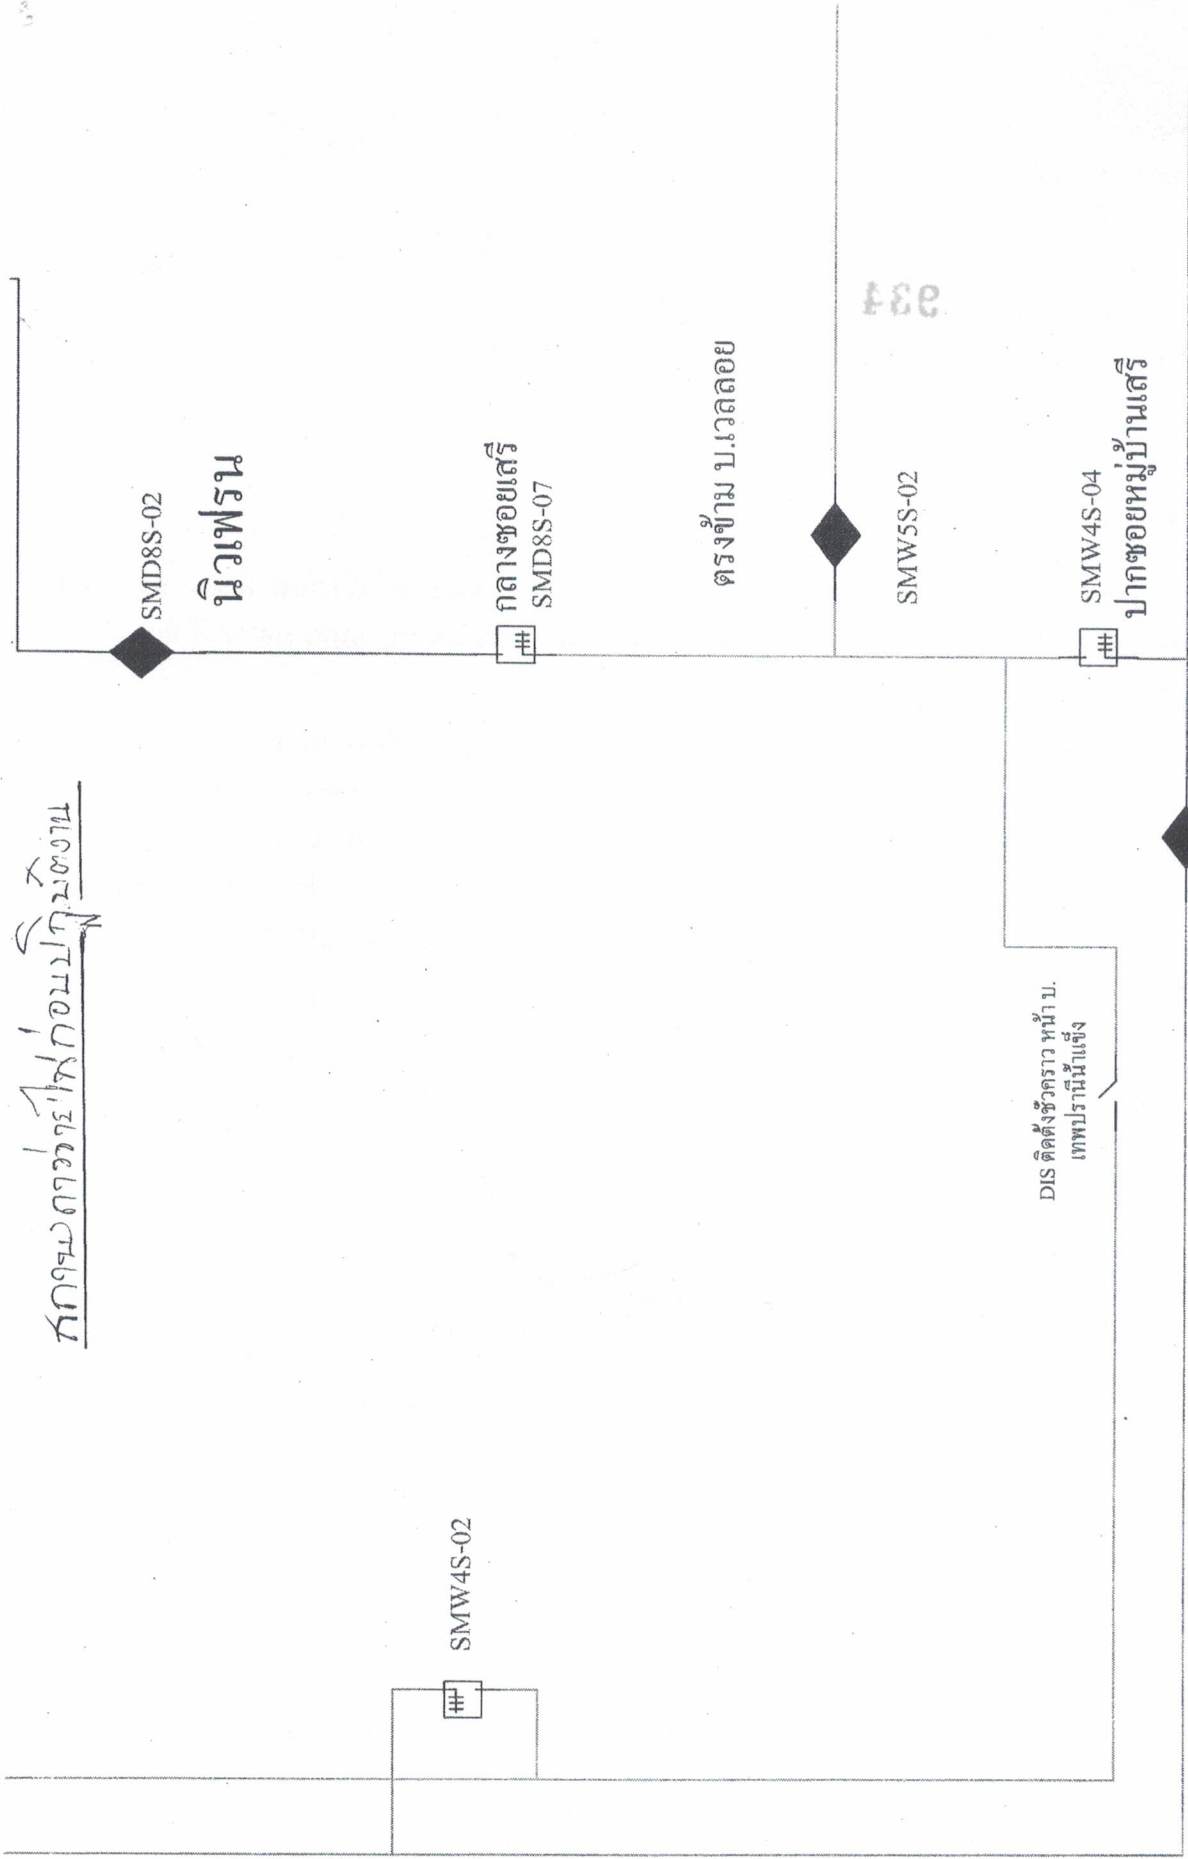 สภาพการจ่ายไฟก่อนปฏิบัติงาน
SMD8S-02
นิวเฟรน
กลางซอยเสรี
SMD8S-07
ตรงข้าม บ.เวลลอย
SMW5S-02
SMW4S-04
ปากซอยหมู่บ้านเสรี
SMW4S-02
DIS ติดตั้งชั่วคราว หน้า บ.
เทพปรานีน้ำแข็ง
934